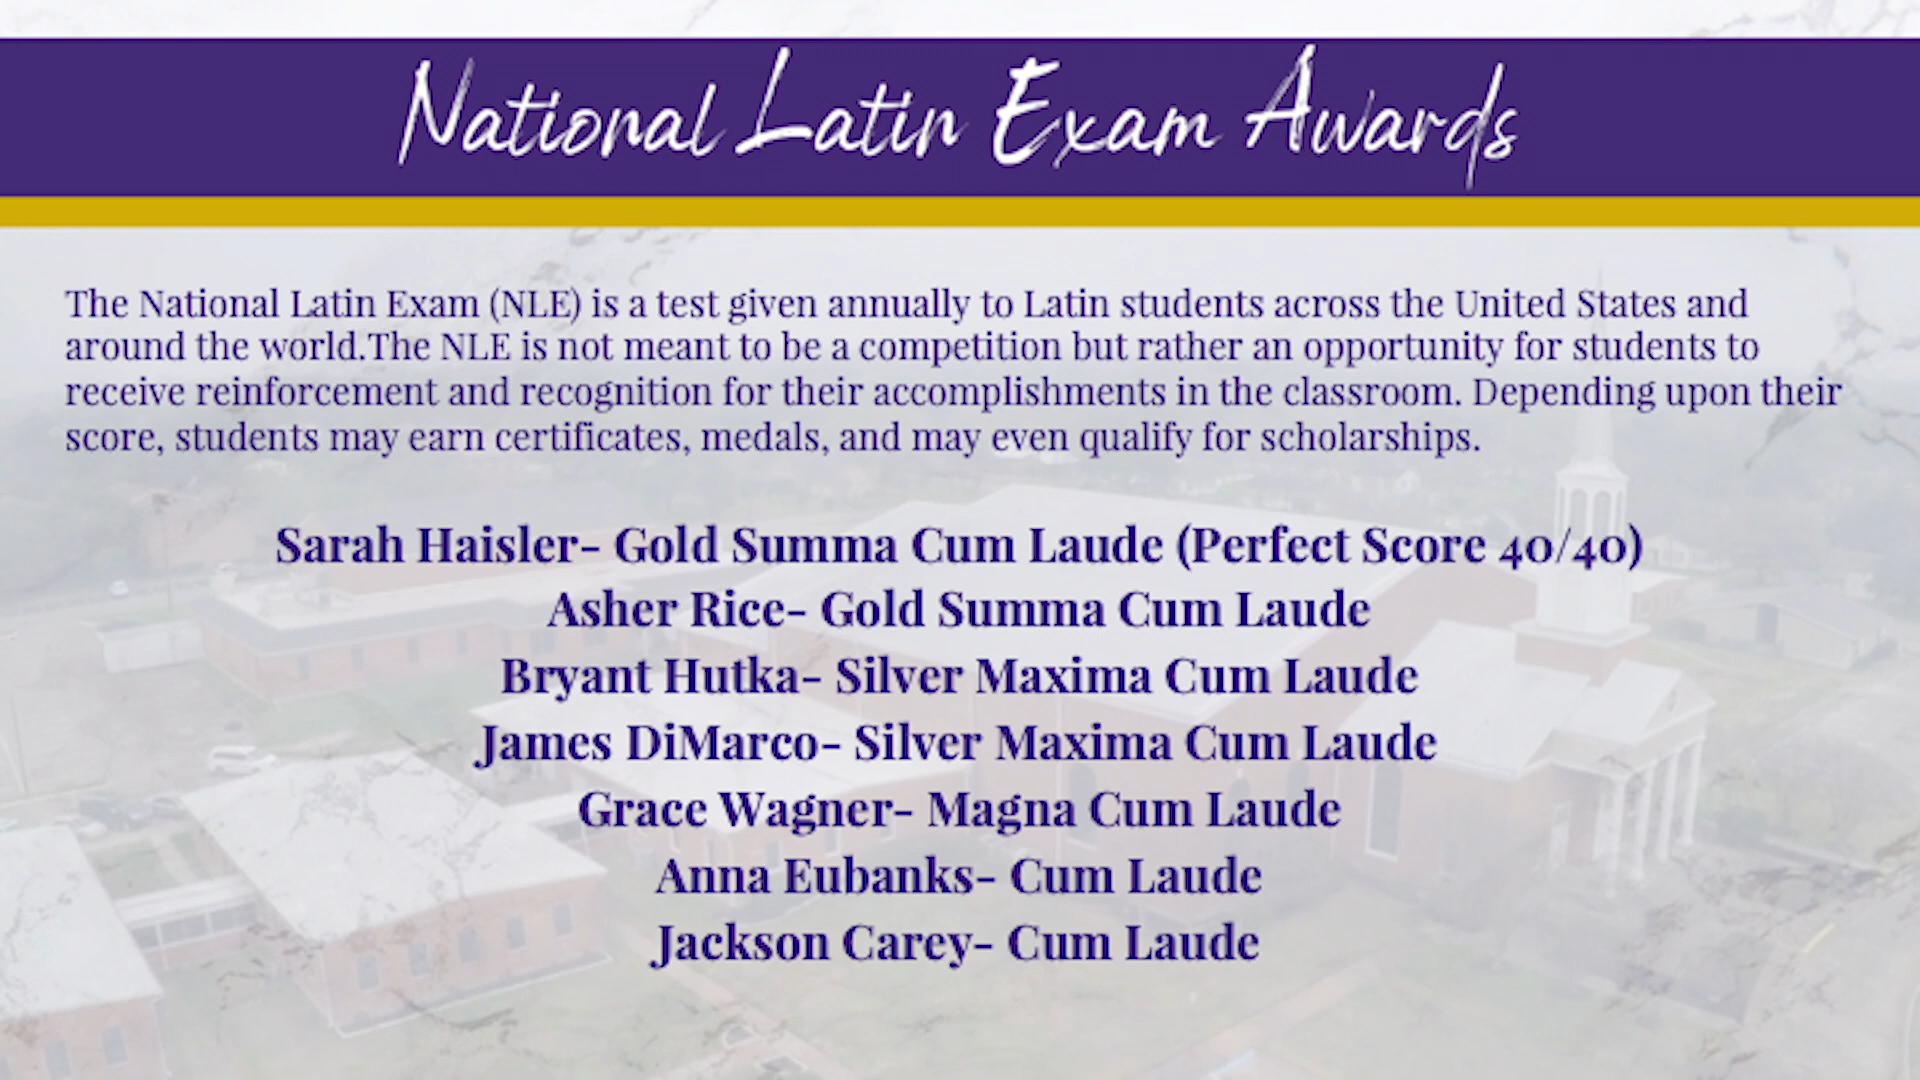 National Latin Exam Awards
The National Latin Exam (NLE) is a test given annually to Latin students across the United States and
around the world.The NLE is not meant to be a competition but rather an opportunity for students to
receive reinforcement and recognition for their accomplishments in the classroom. Depending upon their
score, students may earn certificates, medals, and may even qualify for scholarships.
Sarah Haisler- Gold Summa Cum Laude (Perfect Score 40/40)
Asher Rice- Gold Summa Cum Laude
Bryant Hutka- Silver Maxima Cum Laude
James DiMarco- Silver Maxima Cum Laude
Grace Wagner- Magna Cum Laude
Anna Eubanks- Cum Laude
Jackson Carey- Cum Laude